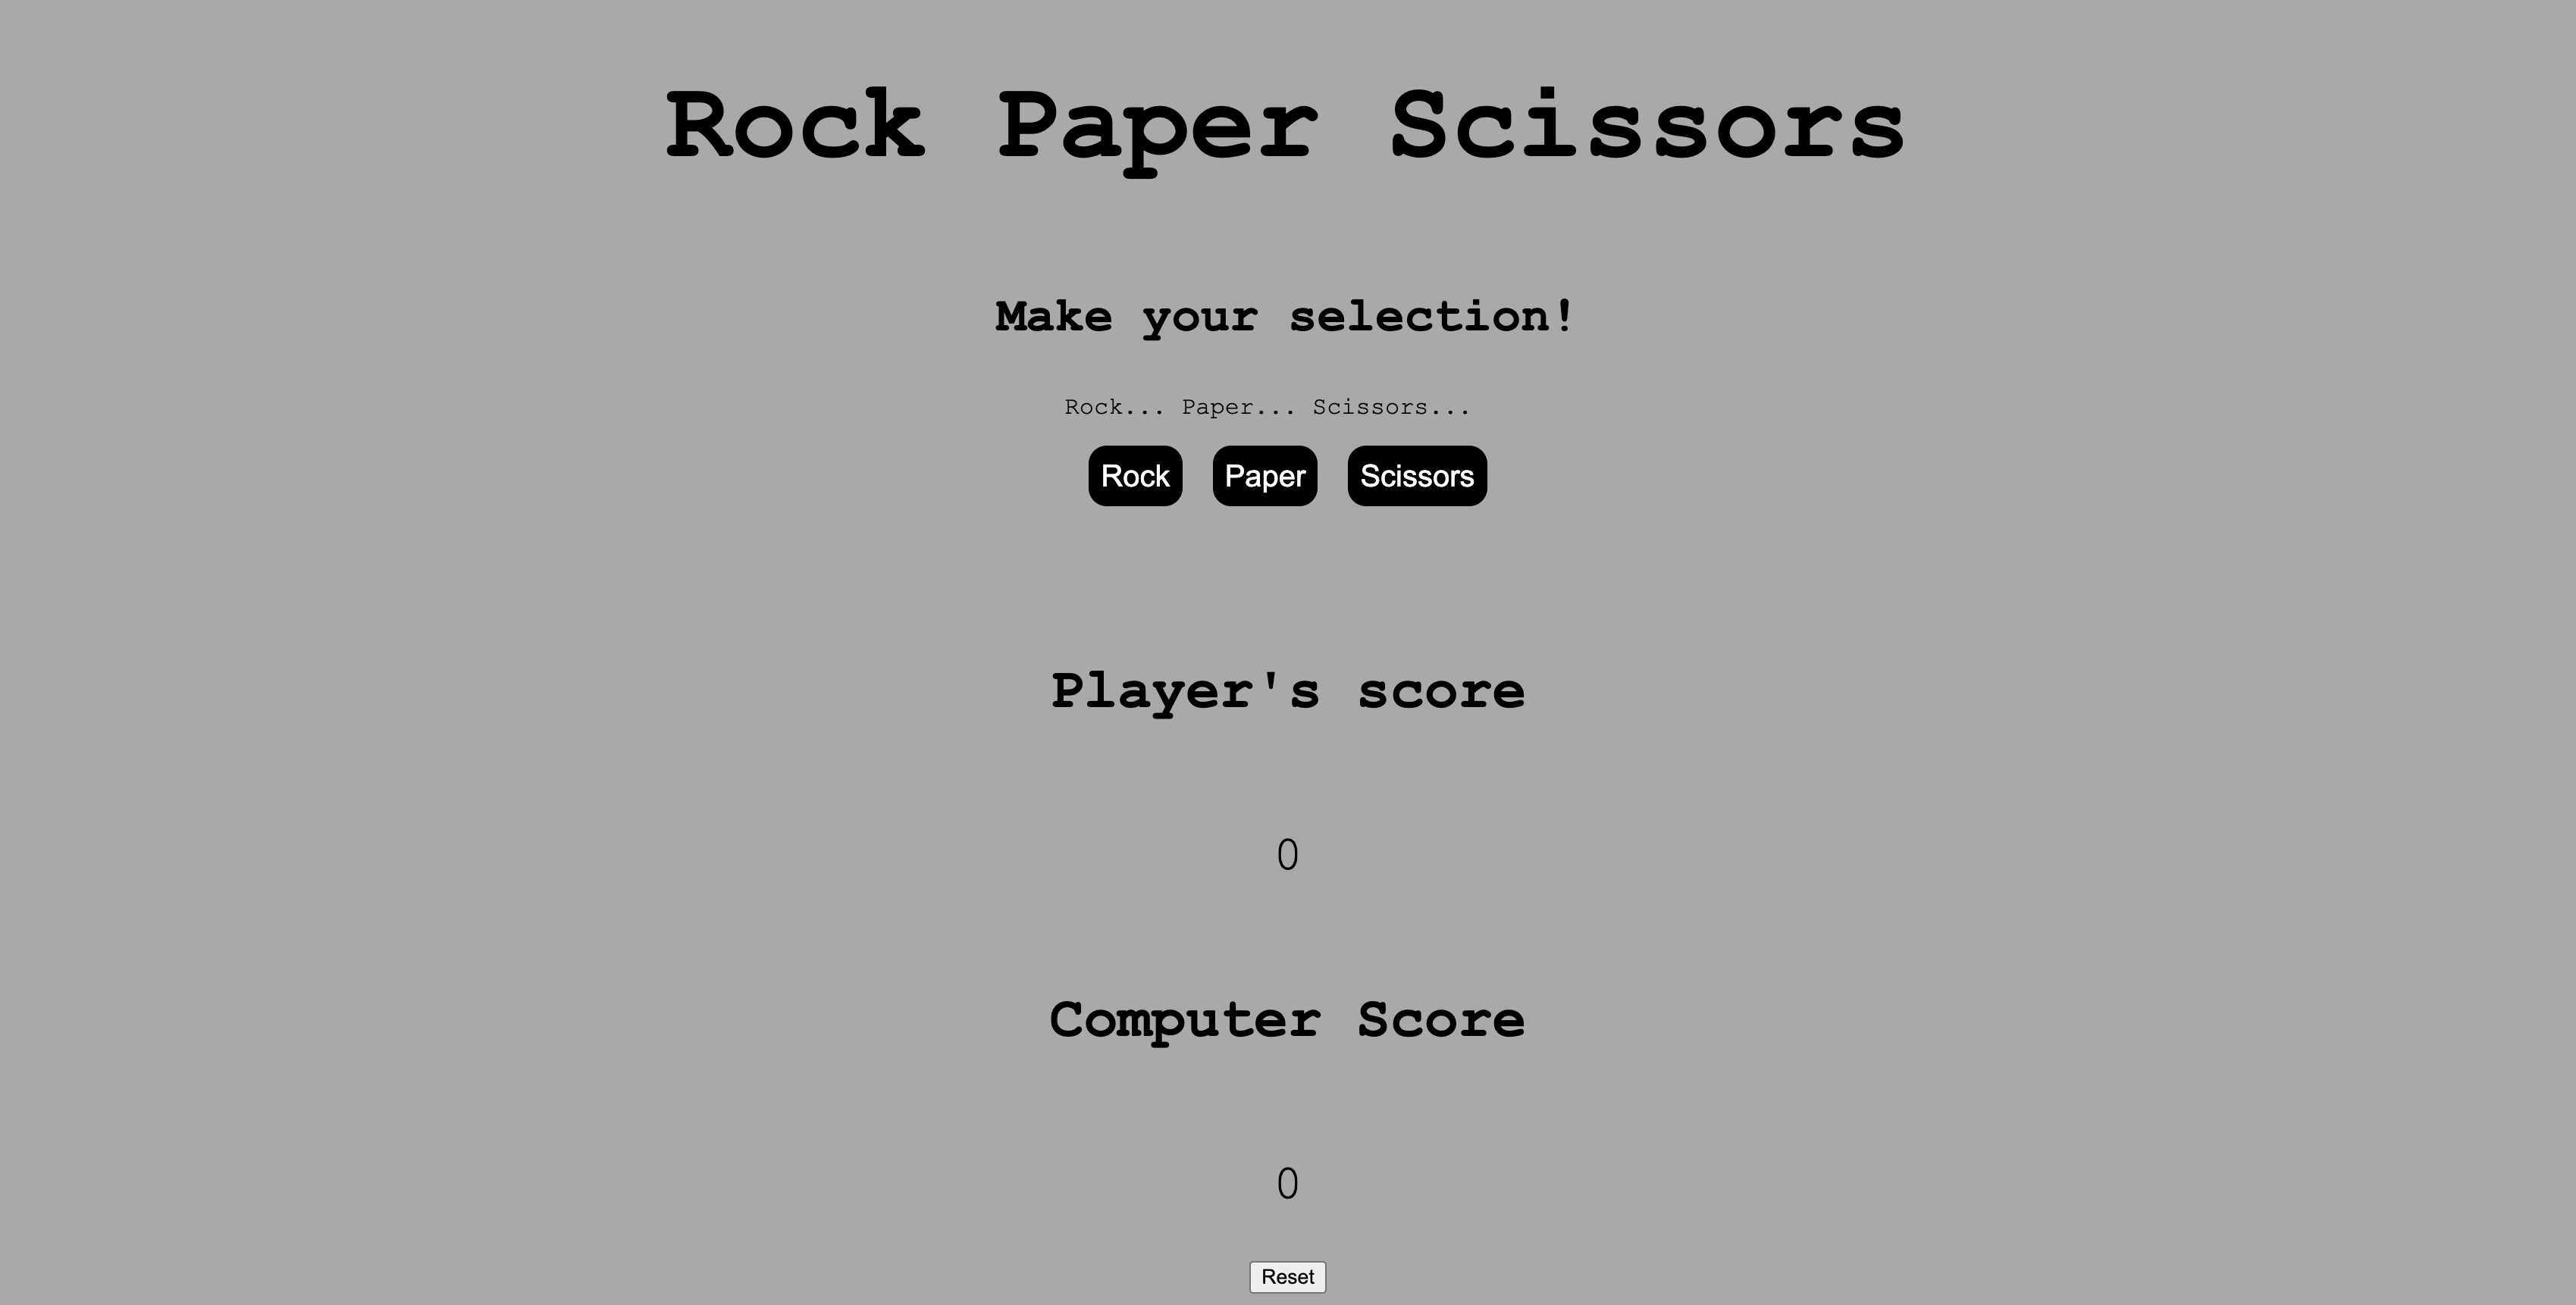 Rock Paper Scissors
Make your selection!
Rock... Paper... Scissors...
Rock Paper Scissors
Player's score
0
Computer Score
0
Reset